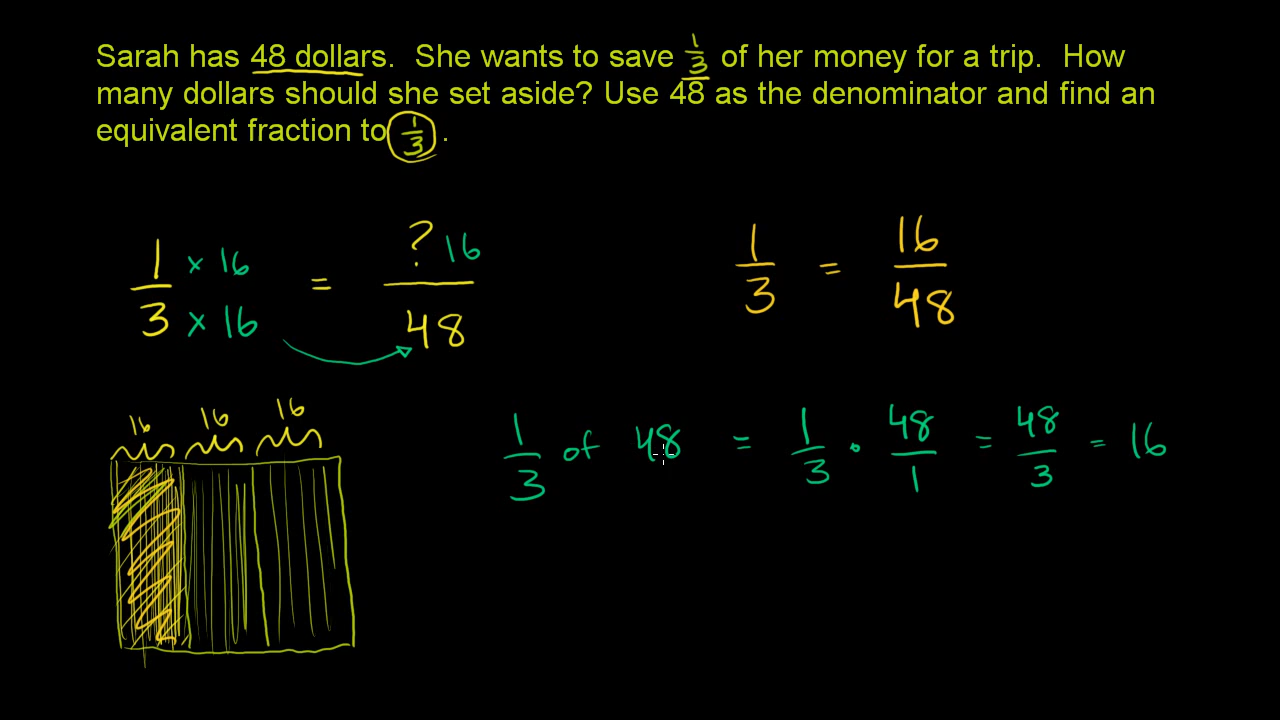 Sarah has 48 dollars. She wants to save 1/3 of her money for a trip. How
many dollars should she set aside? Use 48 as the denominator and find an
equivalent fraction to 1/3.
1/3 × 16 / × 16 = ? 16/48
1/3 = 16/48
16 16 16
1/3 of 48 = 1/3 · 48/1 = 48/3 = 16